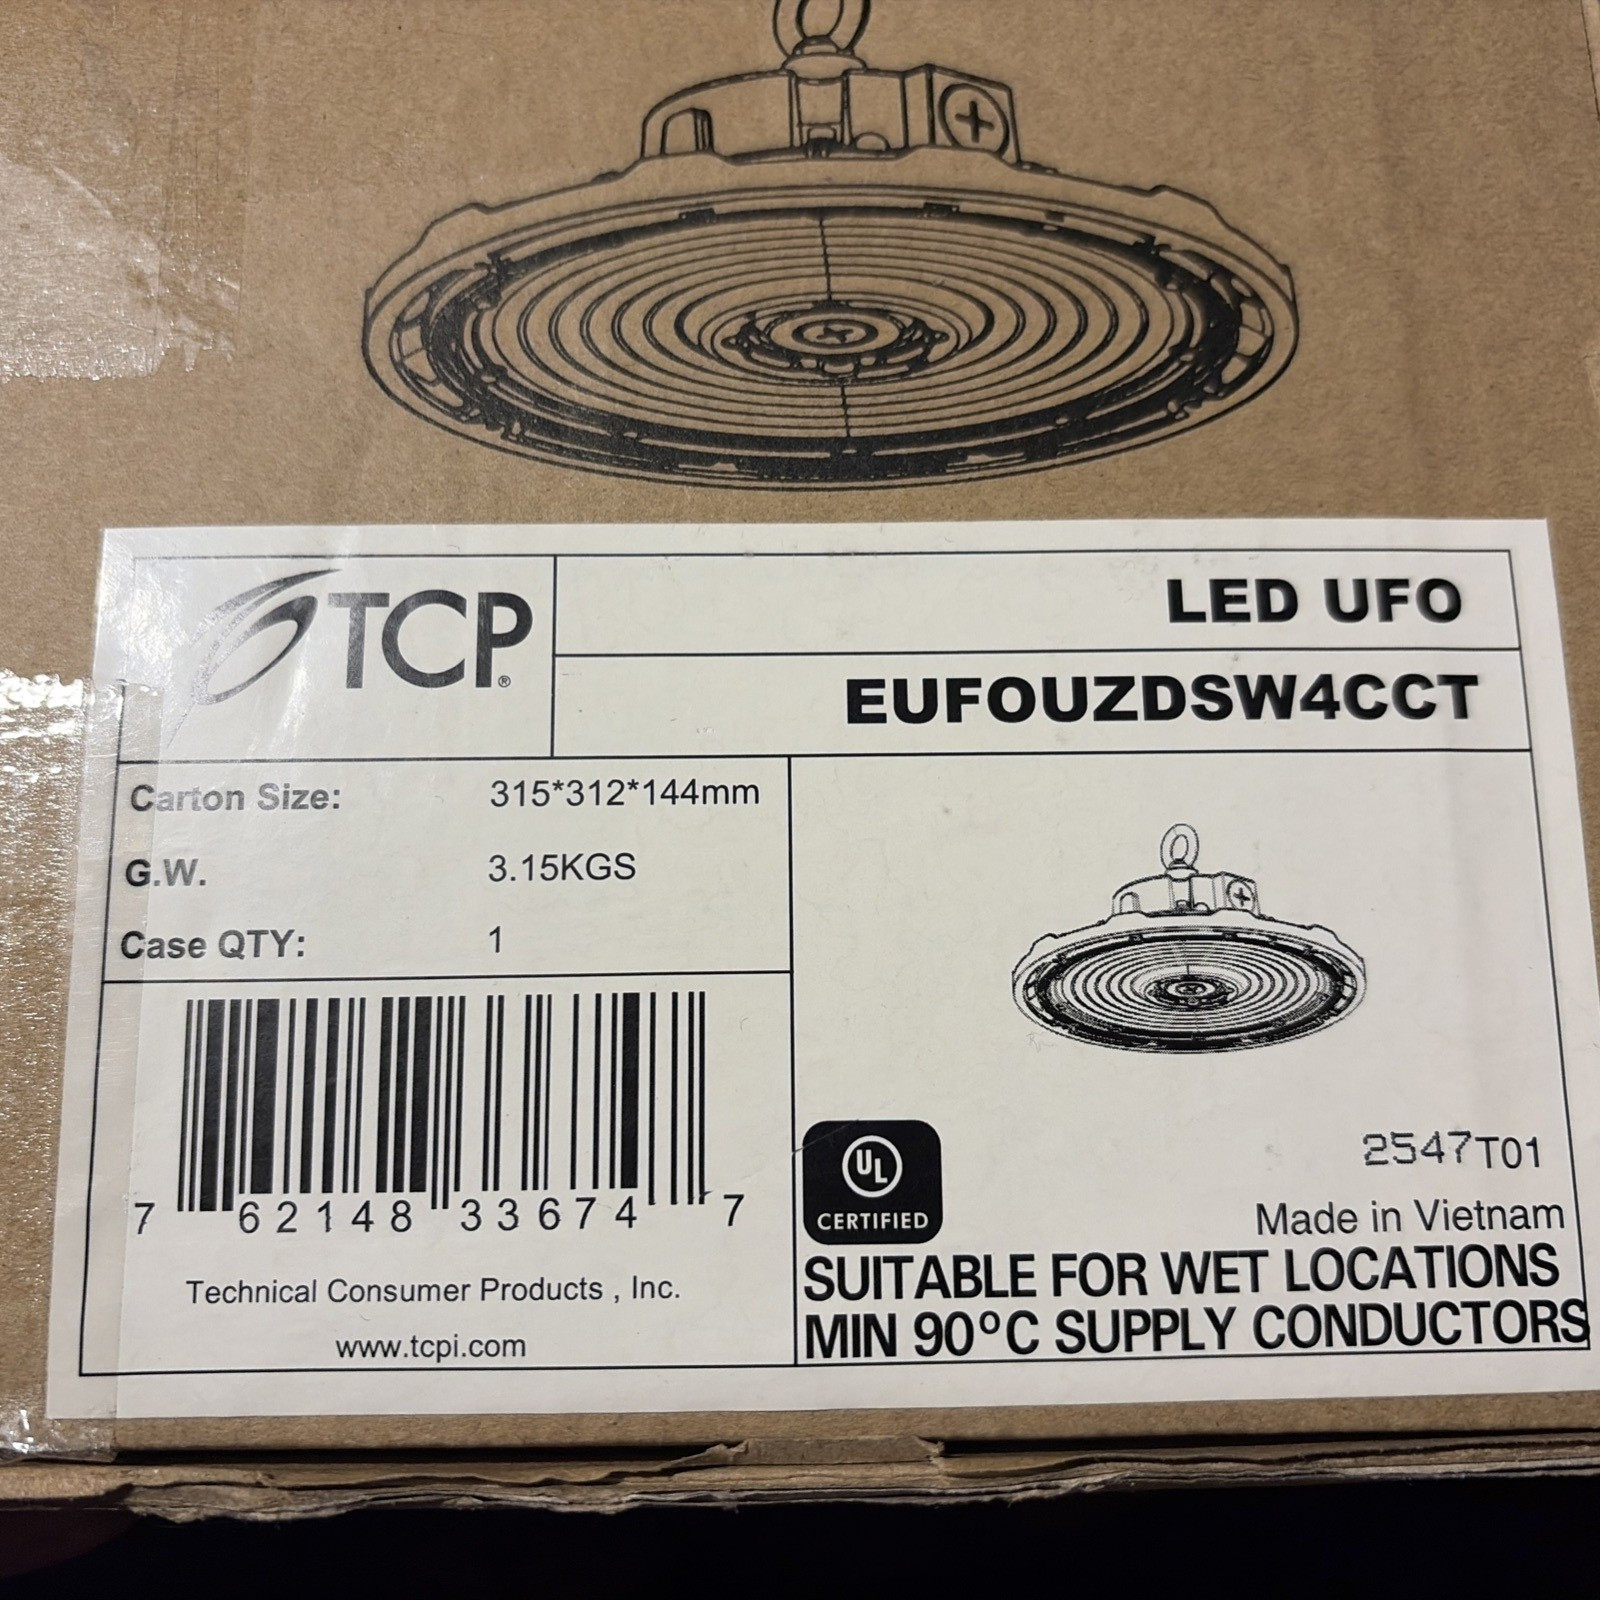 TCP®
LED UFO
EUFOUZDSW4CCT
Carton Size: 315*312*144mm
G.W. 3.15KGS
Case QTY: 1
7 62148 33674 7
Technical Consumer Products , Inc.
www.tcpi.com
UL
CERTIFIED
2547T01
Made in Vietnam
SUITABLE FOR WET LOCATIONS
MIN 90°C SUPPLY CONDUCTORS